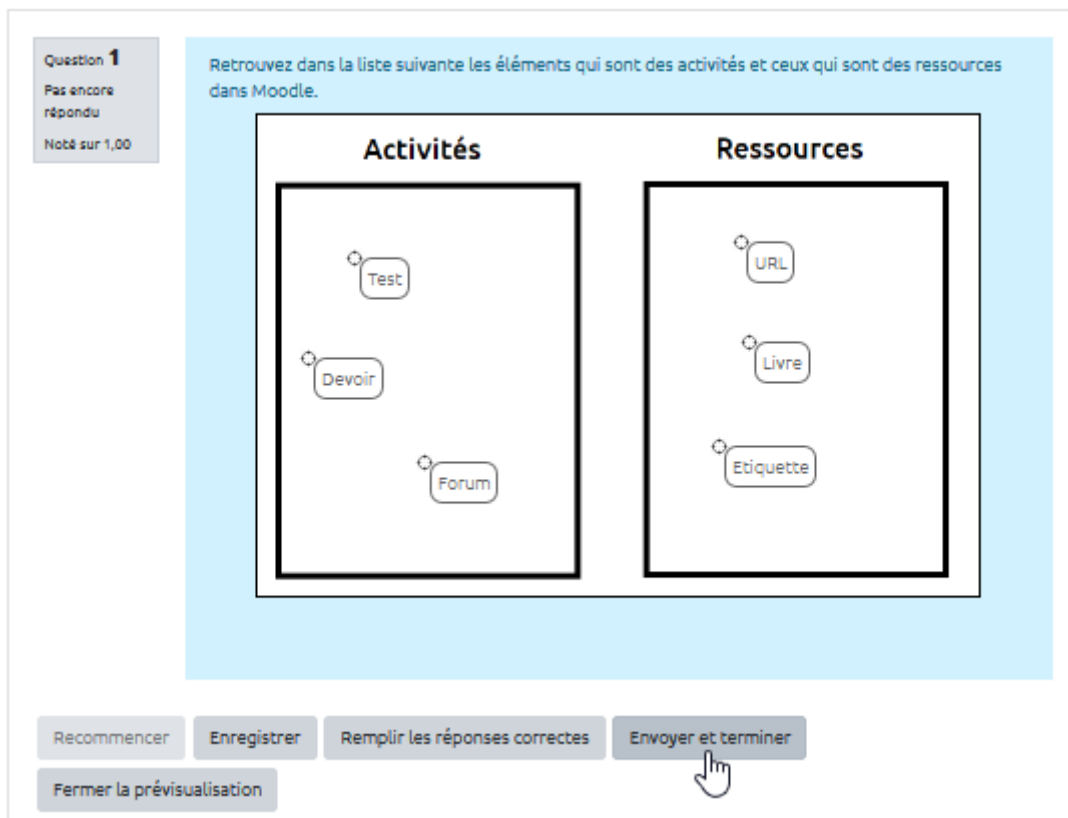 Question 1
Pas encore
répondu
Noté sur 1,00
Retrouvez dans la liste suivante les éléments qui sont des activités et ceux qui sont des ressources
dans Moodle.
Activités
Ressources
Test
Devoir
Forum
URL
Livre
Etiquette
Recommencer
Enregistrer
Remplir les réponses correctes
Envoyer et terminer
Fermer la prévisualisation